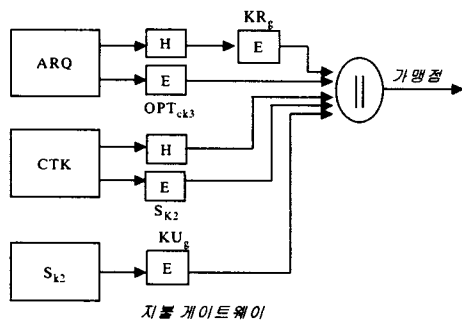 KR_g
ARQ
H
E
E
OPT_ck3
||
가맹점
CTK
H
E
S_K2
KU_g
S_k2
E
지불 게이트웨이